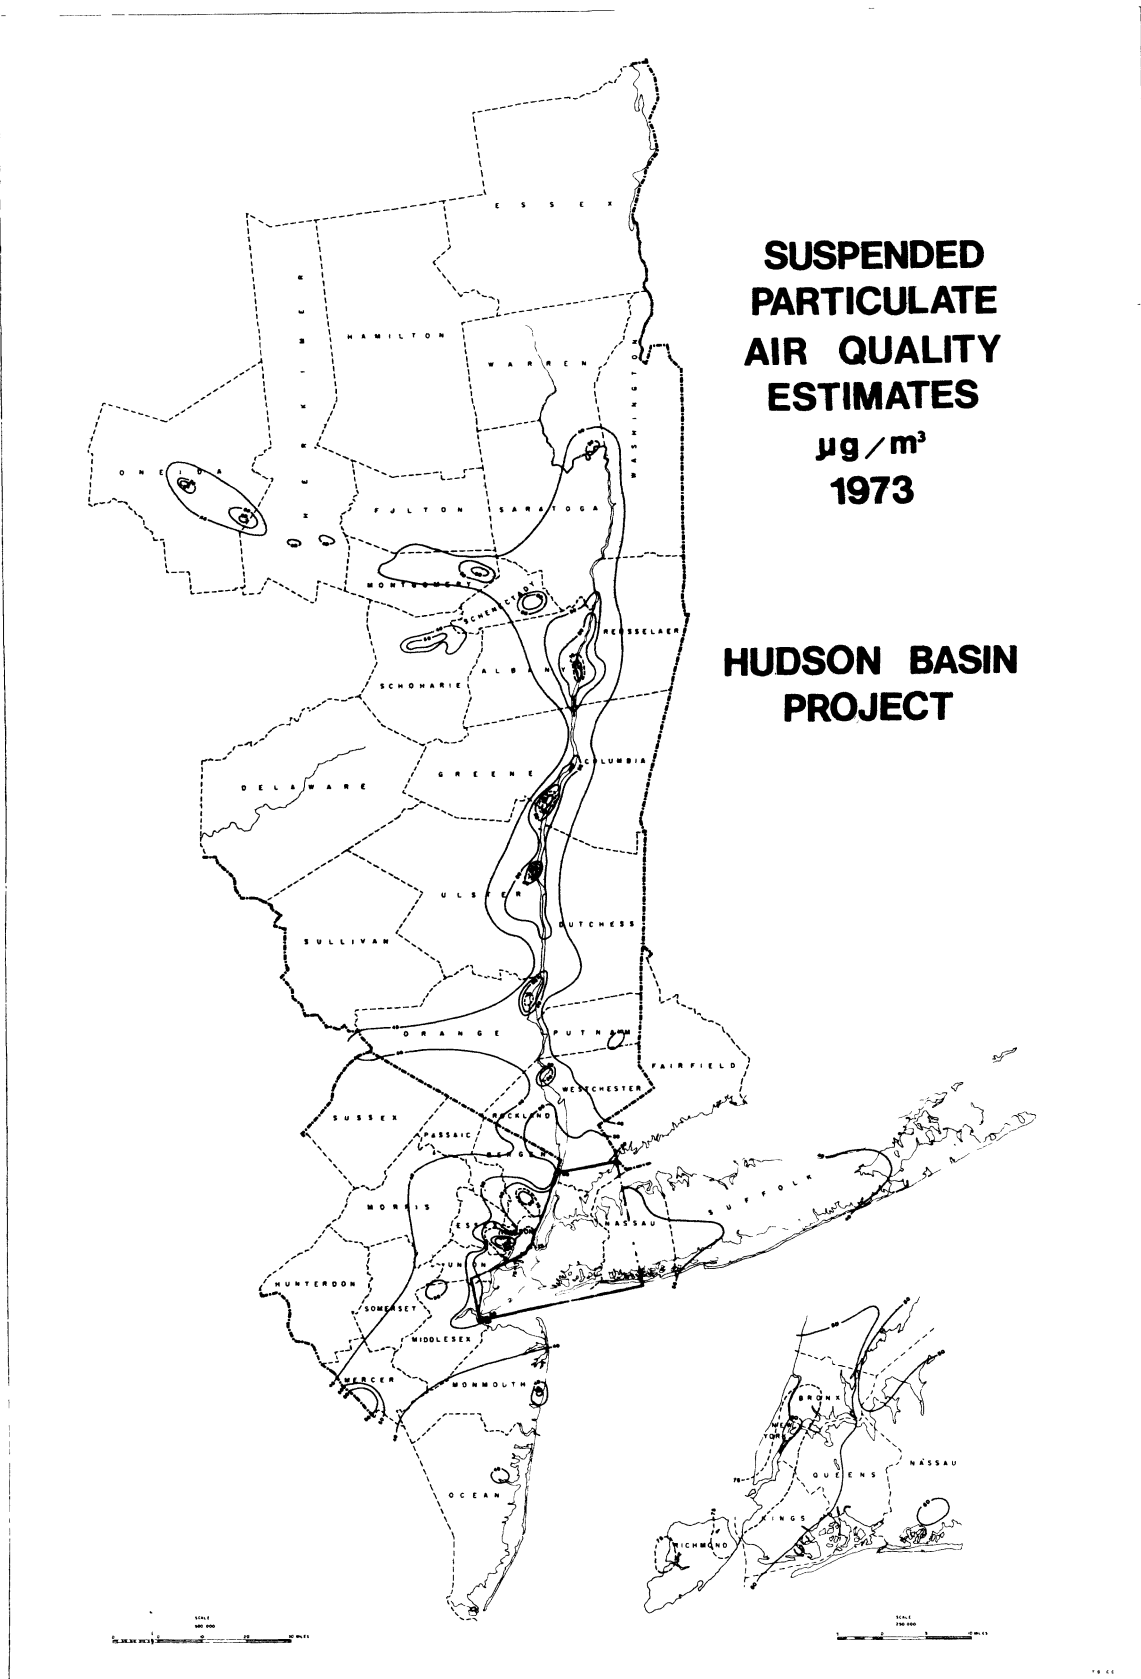 SUSPENDED
PARTICULATE
AIR QUALITY
ESTIMATES
µg/m³
1973
HUDSON BASIN
PROJECT
ESSEX
HERKIMER
HAMILTON
WARREN
WASHINGTON
ONEIDA
FULTON
SARATOGA
MONTGOMERY
SCHENECTADY
RENSSELAER
ALBANY
SCHOHARIE
GREENE
COLUMBIA
DELAWARE
ULSTER
DUTCHESS
SULLIVAN
ORANGE
PUTNAM
FAIRFIELD
WESTCHESTER
SUSSEX
ROCKLAND
PASSAIC
BERGEN
MORRIS
SUFFOLK
NASSAU
UNION
HUNTERDON
SOMERSET
MIDDLESEX
MERCER
MONMOUTH
OCEAN
BRONX
NEW
YORK
QUEENS
NASSAU
KINGS
RICHMOND
SCALE
SCALE